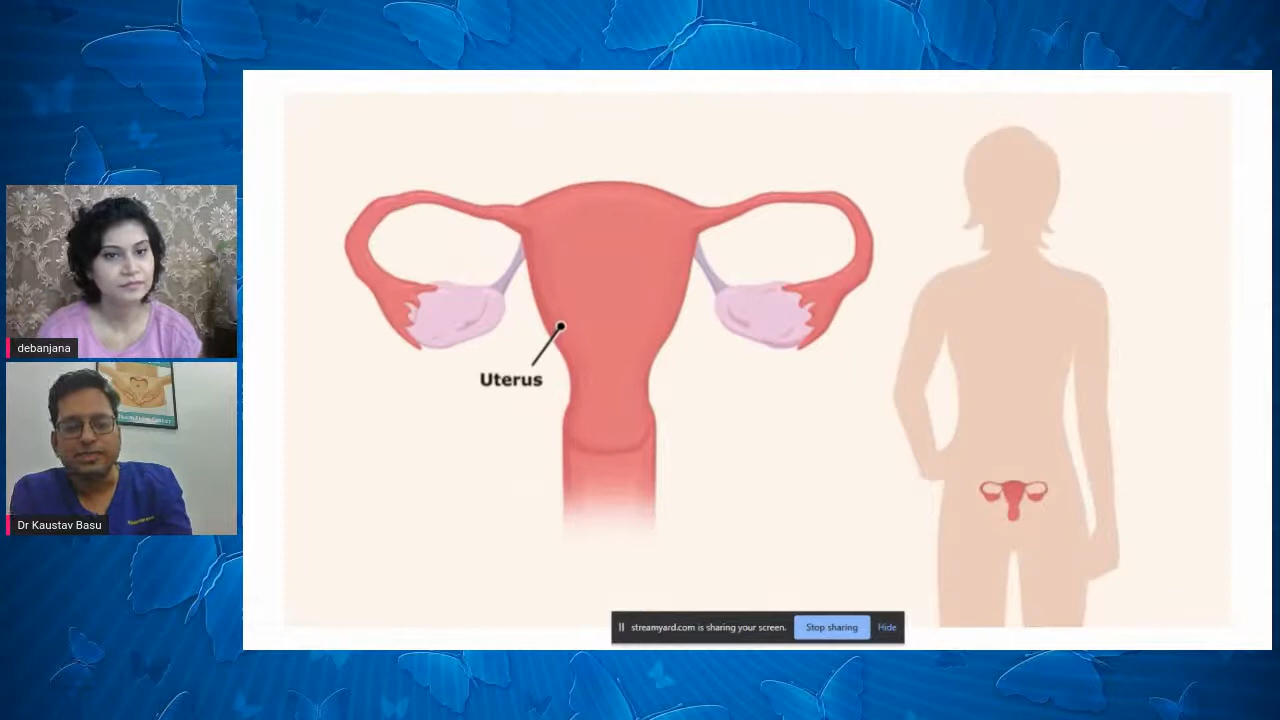 debanjana
Dr Kaustav Basu
Uterus
streamyard.com is sharing your screen.
Stop sharing
Hide